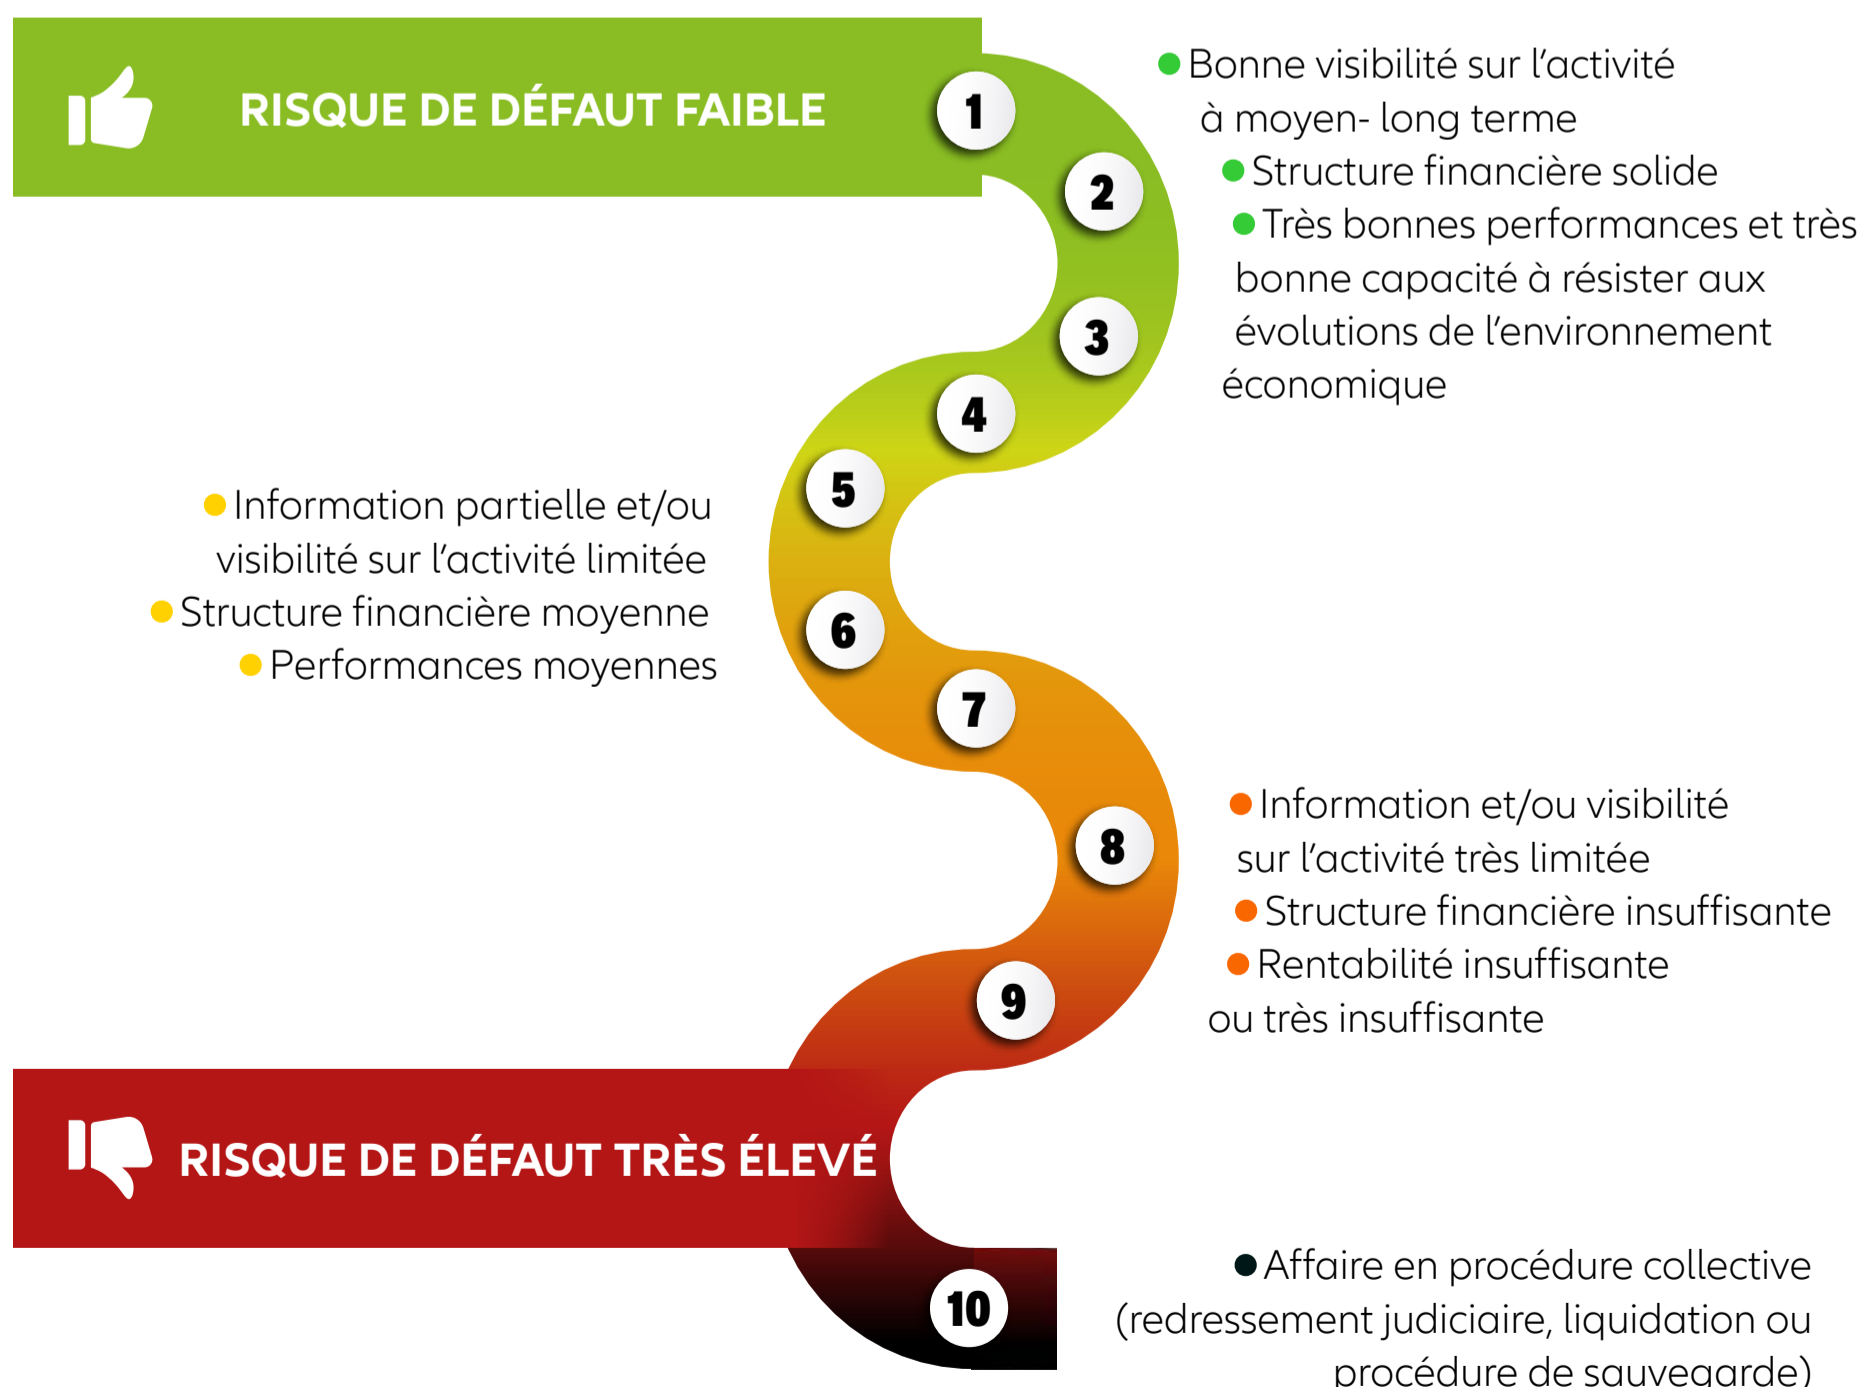 RISQUE DE DÉFAUT FAIBLE
1
2
3
4
5
6
7
8
9
10
Bonne visibilité sur l’activité
à moyen- long terme
Structure financière solide
Très bonnes performances et très
bonne capacité à résister aux
évolutions de l’environnement
économique
Information partielle et/ou
visibilité sur l’activité limitée
Structure financière moyenne
Performances moyennes
Information et/ou visibilité
sur l’activité très limitée
Structure financière insuffisante
Rentabilité insuffisante
ou très insuffisante
RISQUE DE DÉFAUT TRÈS ÉLEVÉ
Affaire en procédure collective
(redressement judiciaire, liquidation ou
procédure de sauvegarde)